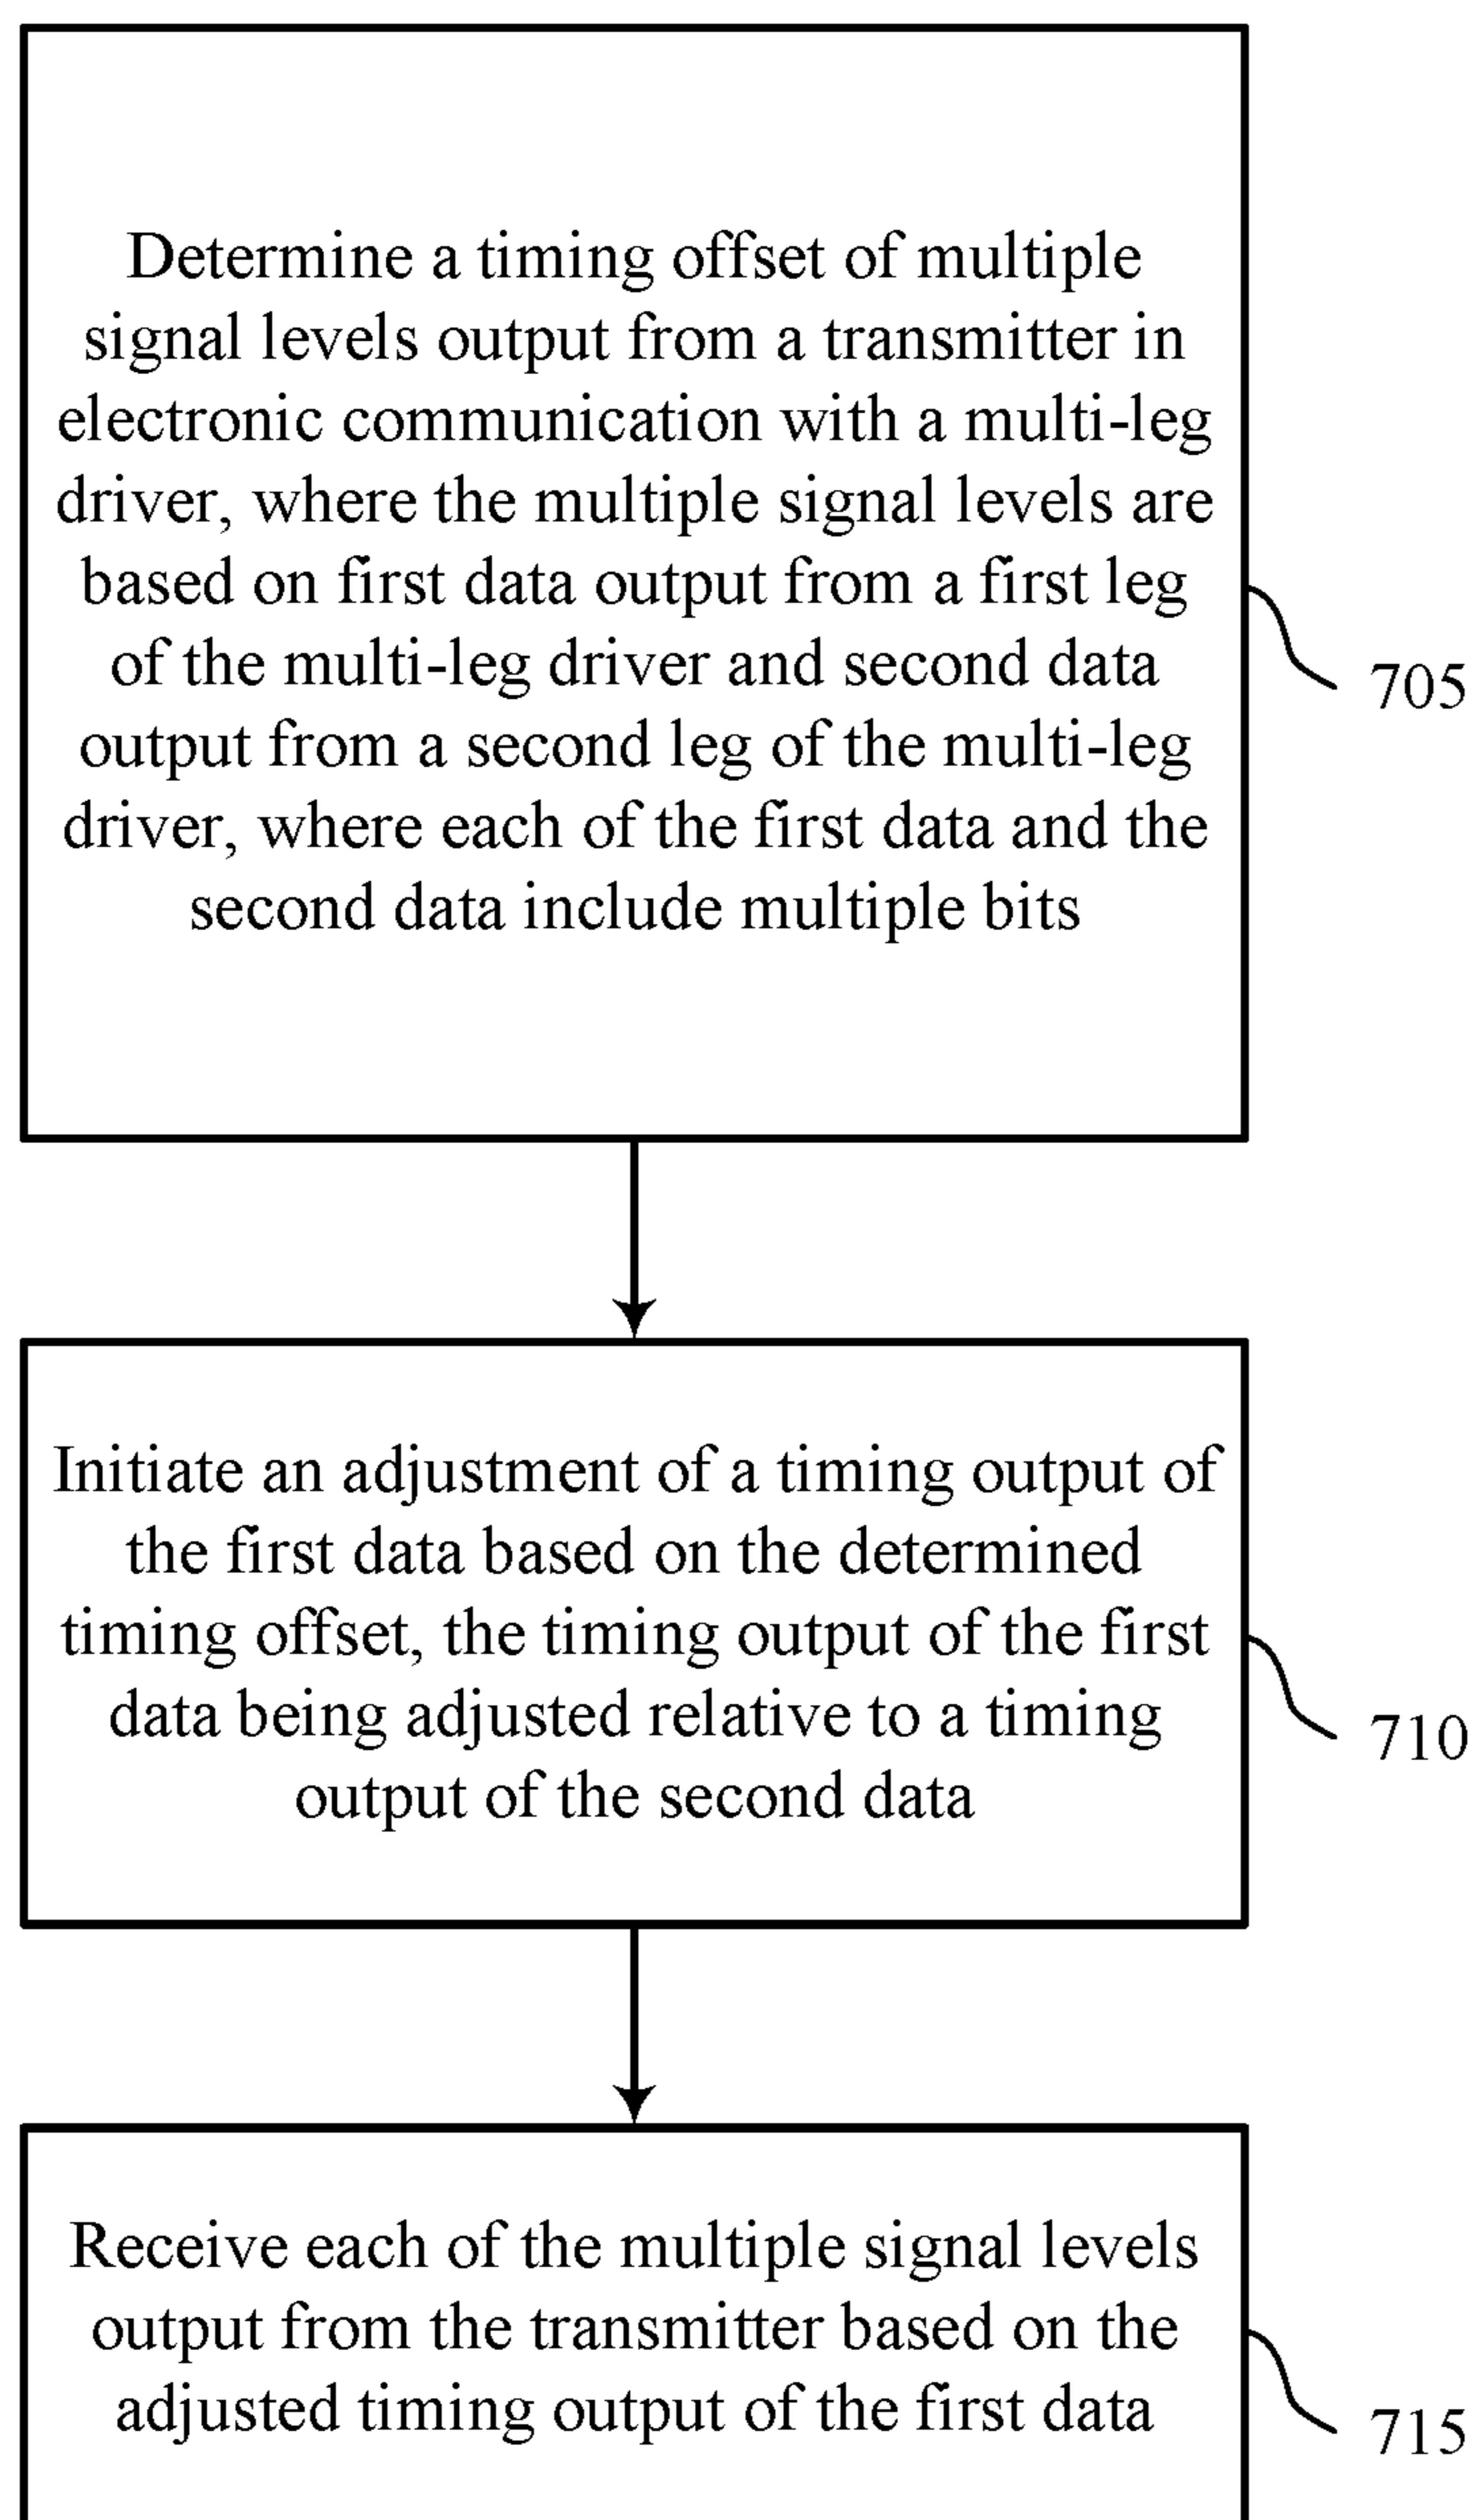 Determine a timing offset of multiple
signal levels output from a transmitter in
electronic communication with a multi-leg
driver, where the multiple signal levels are
based on first data output from a first leg
of the multi-leg driver and second data
output from a second leg of the multi-leg
driver, where each of the first data and the
second data include multiple bits
705
Initiate an adjustment of a timing output of
the first data based on the determined
timing offset, the timing output of the first
data being adjusted relative to a timing
output of the second data
710
Receive each of the multiple signal levels
output from the transmitter based on the
adjusted timing output of the first data
715